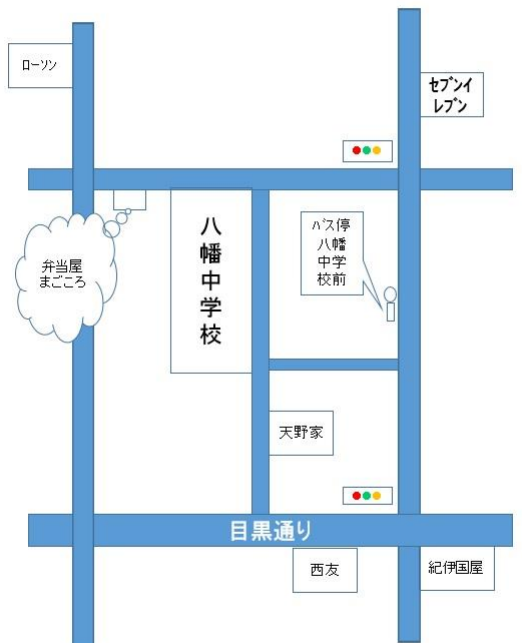 ローソン
セブンイ
レブン
バス停
八幡
中学
校前
八幡中学校
弁当屋
まごころ
天野家
目黒通り
西友
紀伊国屋